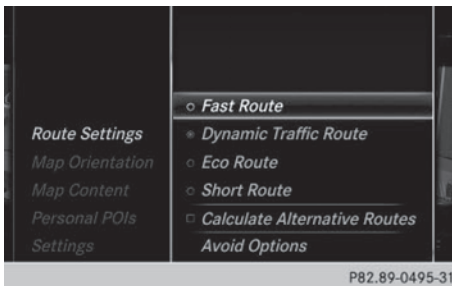 Route Settings
Map Orientation
Map Content
Personal POIs
Settings
Fast Route
Dynamic Traffic Route
Eco Route
Short Route
Calculate Alternative Routes
Avoid Options
P82.89-0495-31